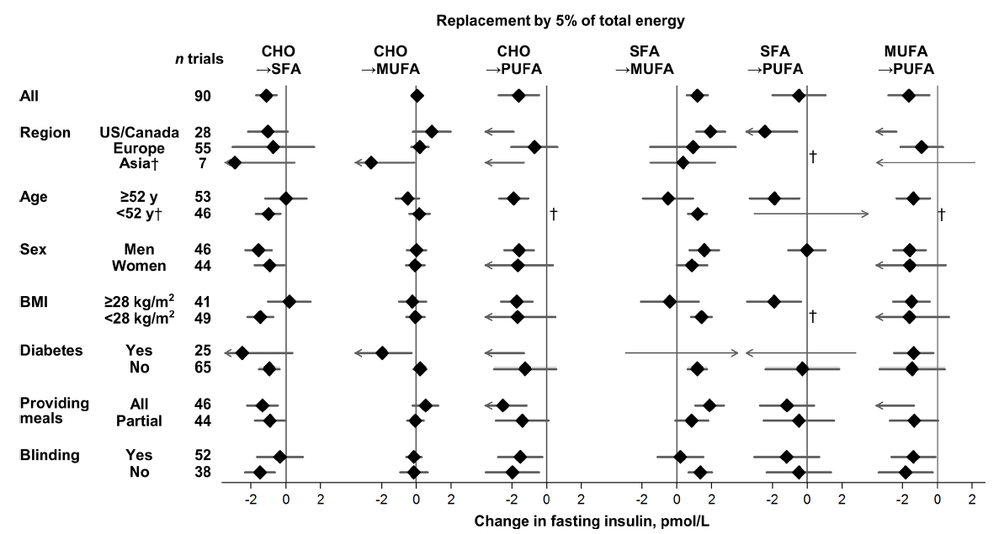 Replacement by 5% of total energy
n trials
CHO
→SFA
CHO
→MUFA
CHO
→PUFA
SFA
→MUFA
SFA
→PUFA
MUFA
→PUFA
All 90
Region US/Canada 28
Europe 55
Asia† 7
†
Age ≥52 y 53
<52 y† 46
† †
Sex Men 46
Women 44
BMI ≥28 kg/m² 41
<28 kg/m² 49
†
Diabetes Yes 25
No 65
Providing
meals
All 46
Partial 44
Blinding Yes 52
No 38
-2 0 2 -2 0 2 -2 0 2 -2 0 2 -2 0 2 -2 0 2
Change in fasting insulin, pmol/L